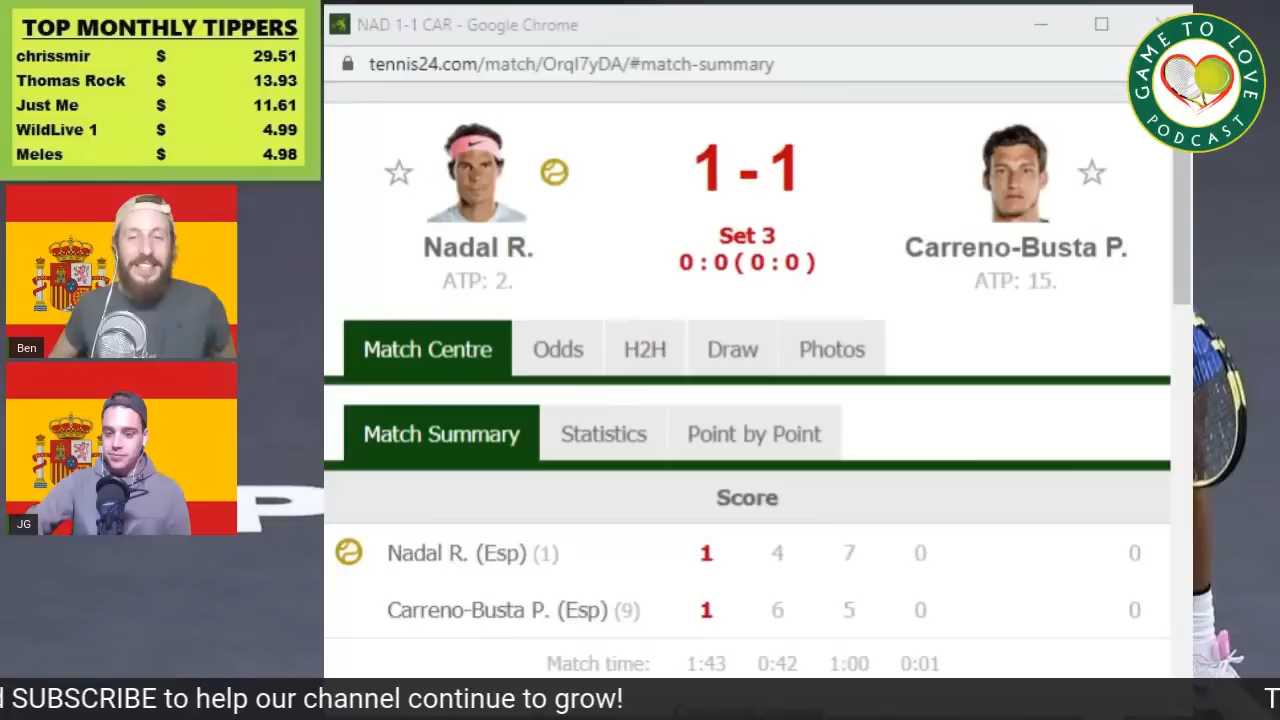 TOP MONTHLY TIPPERS
chrissmir $ 29.51
Thomas Rock $ 13.93
Just Me $ 11.61
WildLive 1 $ 4.99
Meles $ 4.98
Ben
JG
NAD 1-1 CAR - Google Chrome
tennis24.com/match/OrqI7yDA/#match-summary
GAME TO LOVE
PODCAST
1 - 1
Set 3
0 : 0 ( 0 : 0 )
Nadal R. Carreno-Busta P.
ATP: 2. ATP: 15.
Match Centre Odds H2H Draw Photos
Match Summary Statistics Point by Point
Score
Nadal R. (Esp) (1) 1 4 7 0 0
Carreno-Busta P. (Esp) (9) 1 6 5 0 0
Match time: 1:43 0:42 1:00 0:01
P
SUBSCRIBE to help our channel continue to grow! T